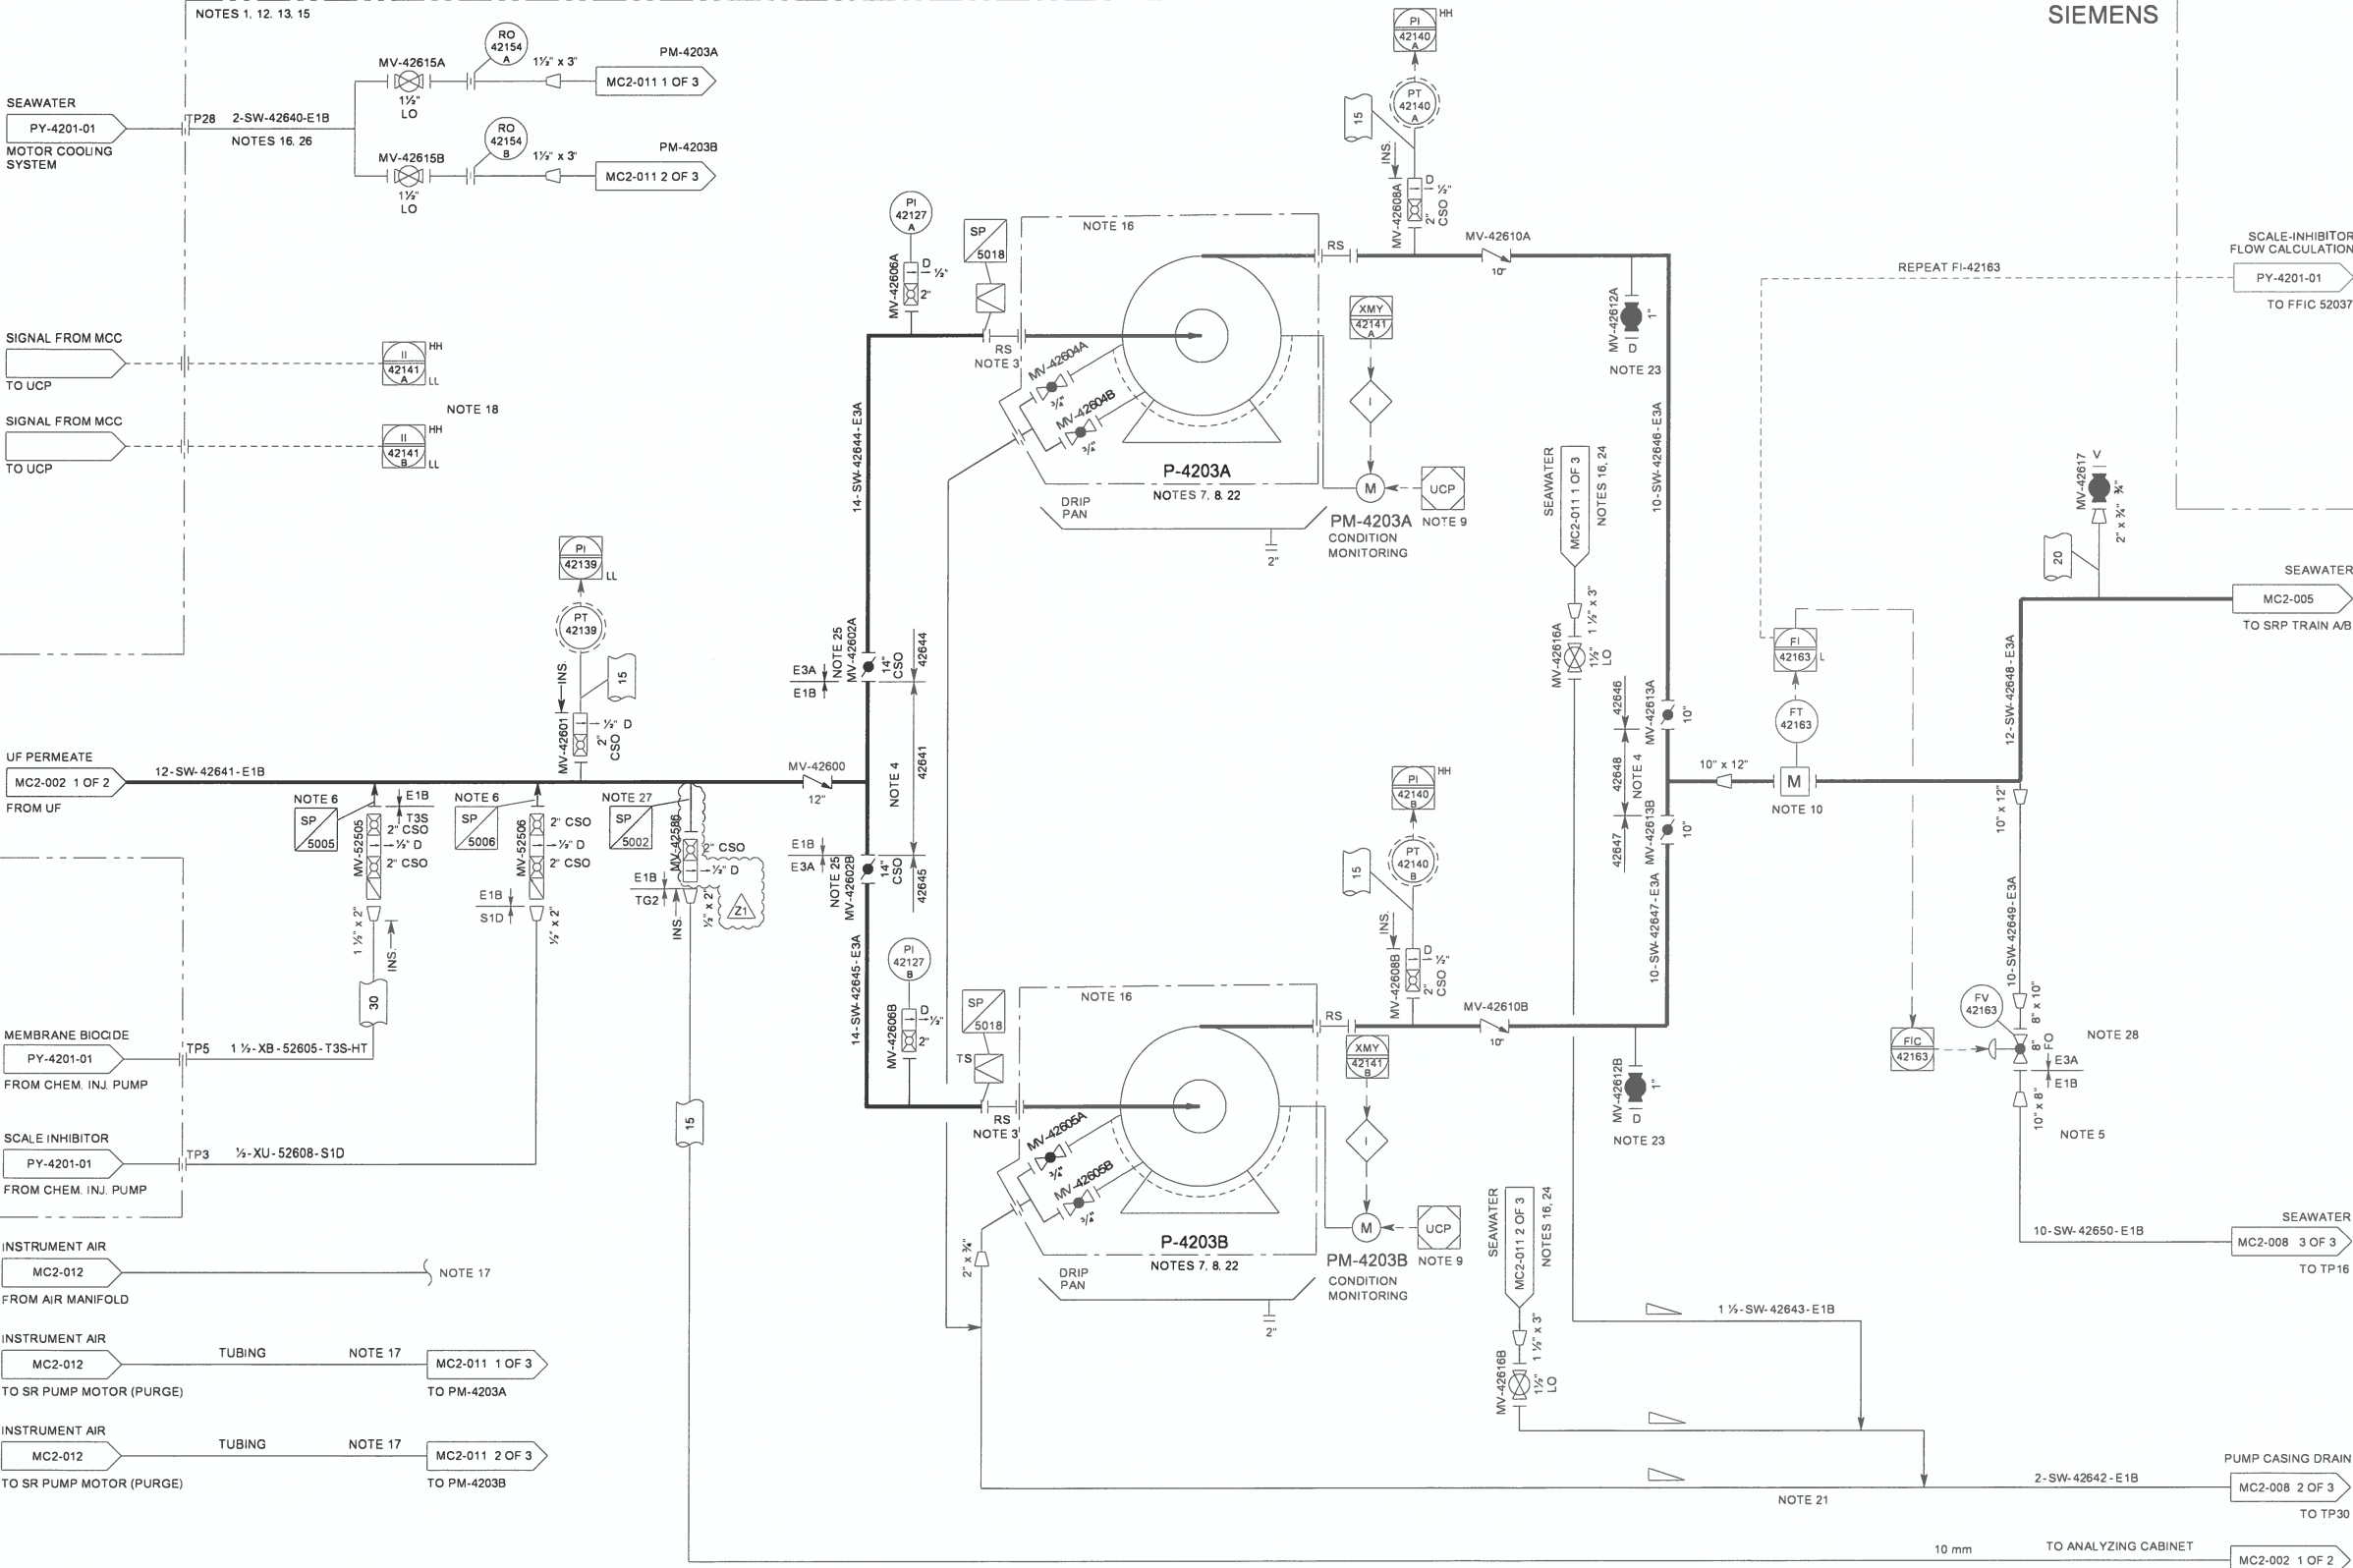 NOTES 1. 12. 13. 15
SIEMENS
RO
42154
A
MV-42615A
1½" x 3"
PM-4203A
MC2-011 1 OF 3
1½"
LO
SEAWATER
PY-4201-01
MOTOR COOLING
SYSTEM
TP28
2-SW-42640-E1B
NOTES 16. 26
RO
42154
B
MV-42615B
1½" x 3"
PM-4203B
MC2-011 2 OF 3
1½"
LO
SIGNAL FROM MCC
TO UCP
II
42141
A
HH
LL
NOTE 18
SIGNAL FROM MCC
TO UCP
II
42141
B
HH
LL
PI
42127
A
MV-42606A
D
½"
2"
SP
5018
NOTE 16
RS
NOTE 3
MV-42604A
¾"
MV-42604B
¾"
P-4203A
NOTES 7, 8. 22
DRIP
PAN
2"
RS
PI
42140
A
HH
PT
42140
A
15
INS.
MV-42608A
D
½"
2"
CSO
MV-42610A
10"
XMY
42141
A
I
M
UCP
PM-4203A
NOTE 9
CONDITION
MONITORING
MV-42612A
1"
D
NOTE 23
14-SW-42644-E3A
10-SW-42646-E3A
SEAWATER
MC2-011 1 OF 3
NOTES 16, 24
1 ½" x 3"
MV-42616A
1½"
LO
SCALE-INHIBITOR
FLOW CALCULATION
REPEAT FI-42163
PY-4201-01
TO FFIC 52037
MV-42617
V
¾"
2" x ¾"
20
SEAWATER
MC2-005
TO SRP TRAIN A/B
12-SW-42648-E3A
FI
42163
L
FT
42163
M
NOTE 10
10" x 12"
PI
42139
LL
PT
42139
15
INS.
MV-42601
½" D
2"
CSO
NOTE 25
MV-42602A
14"
CSO
E3A
E1B
42644
42641
NOTE 4
42645
E1B
E3A
NOTE 25
MV-42602B
14"
CSO
UF PERMEATE
MC2-002 1 OF 2
FROM UF
12-SW-42641-E1B
MV-42600
12"
NOTE 6
SP
5005
E1B
T3S
MV-52505
2" CSO
½" D
2" CSO
1 ½" x 2"
INS.
30
NOTE 6
SP
5006
MV-52506
2" CSO
½" D
2" CSO
E1B
S1D
½" x 2"
NOTE 27
SP
5002
MV-42586
2" CSO
½" D
E1B
TG2
INS.
½" x 2"
Z1
15
42646
MV-42613A
10"
42648
NOTE 4
42647
MV-42613B
10"
10-SW-42647-E3A
14-SW-42645-E3A
PI
42127
B
MV-42606B
D
½"
2"
SP
5018
TS
NOTE 16
RS
NOTE 3
MV-42605A
¾"
MV-42605B
¾"
P-4203B
NOTES 7, 8. 22
DRIP
PAN
2"
RS
PI
42140
B
HH
PT
42140
B
15
INS.
MV-42608B
D
½"
2"
CSO
MV-42610B
10"
XMY
42141
B
I
M
UCP
PM-4203B
NOTE 9
CONDITION
MONITORING
MV-42612B
1"
D
NOTE 23
2" x ¾"
10" x 12"
10-SW-42649-E3A
8" x 10"
FV
42163
8"
FO
NOTE 28
E3A
E1B
10" x 8"
NOTE 5
FIC
42163
SEAWATER
10-SW-42650-E1B
MC2-008 3 OF 3
TO TP16
MEMBRANE BIOCIDE
PY-4201-01
FROM CHEM. INJ. PUMP
TP5
1 ½-XB-52605-T3S-HT
SCALE INHIBITOR
PY-4201-01
FROM CHEM. INJ. PUMP
TP3
½-XU-52608-S1D
INSTRUMENT AIR
MC2-012
FROM AIR MANIFOLD
NOTE 17
INSTRUMENT AIR
MC2-012
TO SR PUMP MOTOR (PURGE)
TUBING
NOTE 17
MC2-011 1 OF 3
TO PM-4203A
INSTRUMENT AIR
MC2-012
TO SR PUMP MOTOR (PURGE)
TUBING
NOTE 17
MC2-011 2 OF 3
TO PM-4203B
SEAWATER
MC2-011 2 OF 3
NOTES 16, 24
1 ½" x 3"
MV-42616B
1½"
LO
1 ½-SW-42643-E1B
PUMP CASING DRAIN
2-SW-42642-E1B
MC2-008 2 OF 3
TO TP30
NOTE 21
10 mm
TO ANALYZING CABINET
MC2-002 1 OF 2